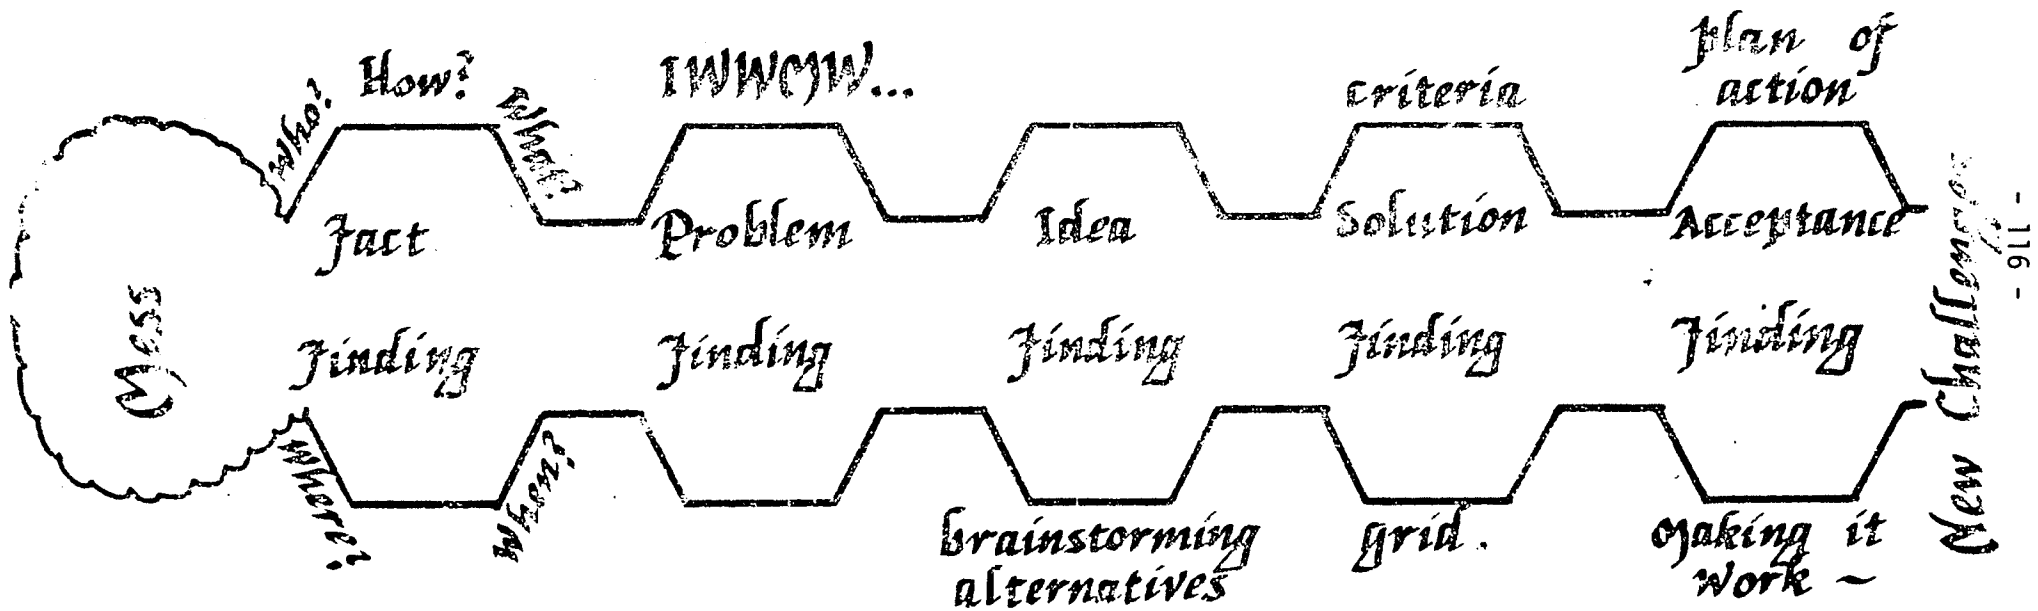 Mess
Who?
How?
What?
Where?
When?
Fact
Finding
IWWMW...
Problem
Finding
Idea
Finding
brainstorming
alternatives
criteria
Solution
Finding
grid.
plan of
action
Acceptance
Finding
Making it
Work ~
New Challenges
- 116 -